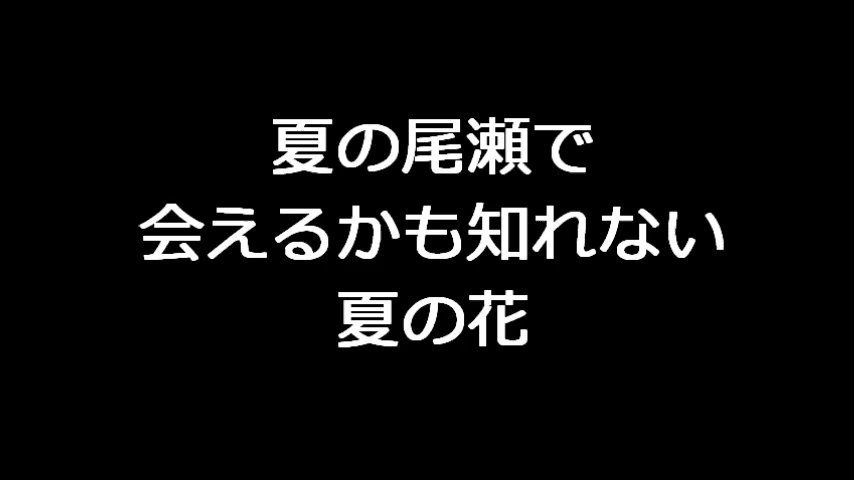 夏の尾瀬で
会えるかも知れない
夏の花